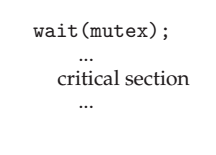 wait(mutex);
...
critical section
...